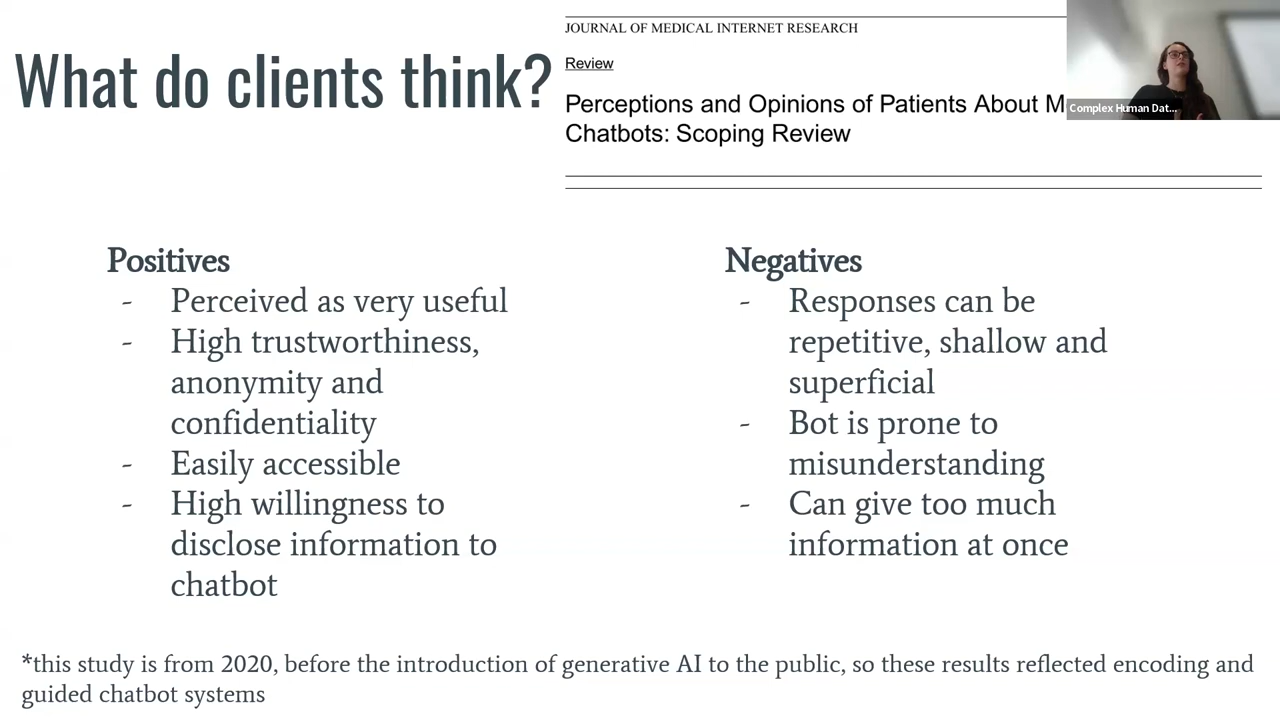 What do clients think?
JOURNAL OF MEDICAL INTERNET RESEARCH
Review
Perceptions and Opinions of Patients About M
Chatbots: Scoping Review
Complex Human Dat...
Positives
- Perceived as very useful
- High trustworthiness,
anonymity and
confidentiality
- Easily accessible
- High willingness to
disclose information to
chatbot
Negatives
- Responses can be
repetitive, shallow and
superficial
- Bot is prone to
misunderstanding
- Can give too much
information at once
*this study is from 2020, before the introduction of generative AI to the public, so these results reflected encoding and
guided chatbot systems